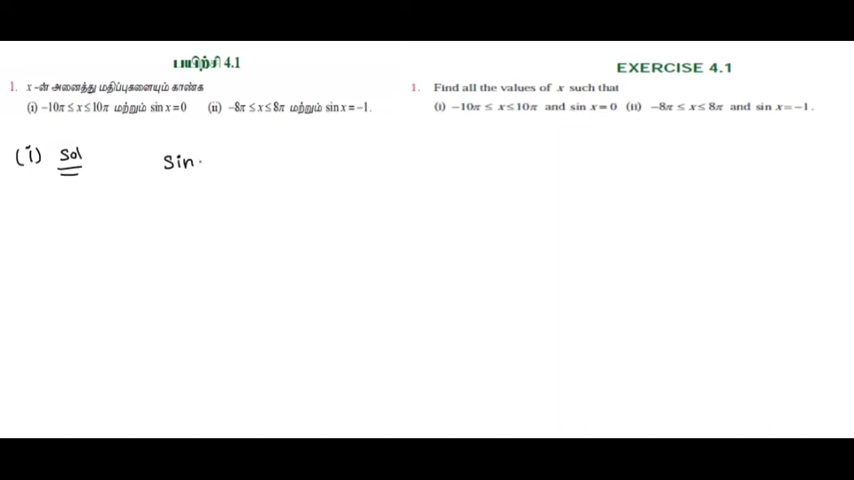 பயிற்சி 4.1
1. x -ன் அனைத்து மதிப்புகளையும் காண்க
(i) −10π ≤ x ≤ 10π மற்றும் sin x = 0 (ii) −8π ≤ x ≤ 8π மற்றும் sin x = −1.
EXERCISE 4.1
1. Find all the values of x such that
(i) −10π ≤ x ≤ 10π and sin x = 0 (ii) −8π ≤ x ≤ 8π and sin x = −1.
(i) Sol
Sin